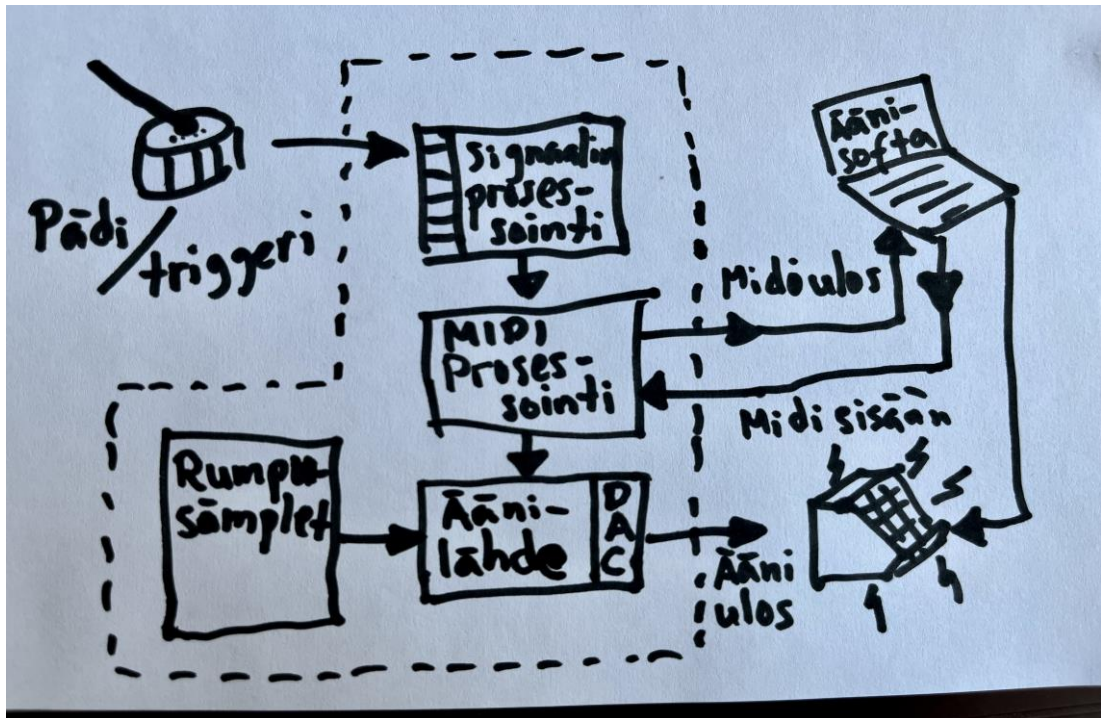 Pädi/
triggeri
Signaalin
proses-
sointi
MIDI
Proses-
sointi
Rumpu-
sämplet
Ääni-
lähde
DAC
Ääni-
softa
Midi ulos
Midi sisään
Ääni
ulos